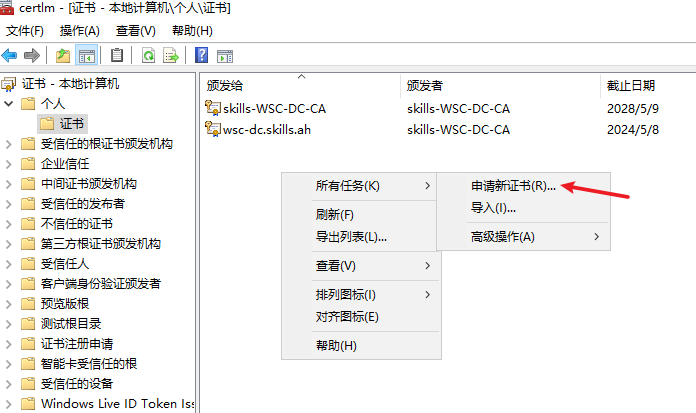 certlm - [证书 - 本地计算机\个人\证书]
文件(F) 操作(A) 查看(V) 帮助(H)
证书 - 本地计算机
个人
证书
受信任的根证书颁发机构
企业信任
中间证书颁发机构
受信任的发布者
不信任的证书
第三方根证书颁发机构
受信任人
客户端身份验证颁发者
预览版根
测试根目录
证书注册申请
智能卡受信任的根
受信任的设备
Windows Live ID Token Iss
颁发给 颁发者 截止日期
skills-WSC-DC-CA skills-WSC-DC-CA 2028/5/9
wsc-dc.skills.ah skills-WSC-DC-CA 2024/5/8
所有任务(K)
刷新(F)
导出列表(L)...
查看(V)
排列图标(I)
对齐图标(E)
帮助(H)
申请新证书(R)...
导入(I)...
高级操作(A)